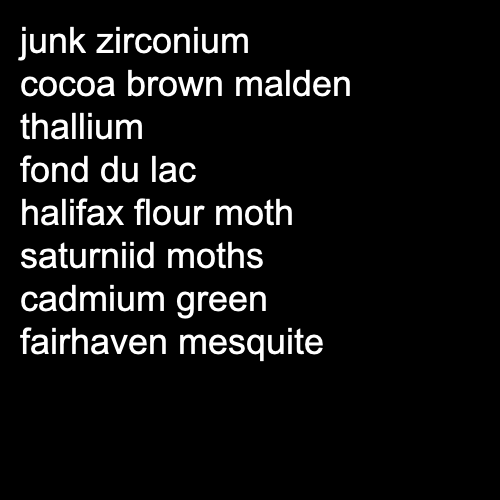 junk zirconium
cocoa brown malden
thallium
fond du lac
halifax flour moth
saturniid moths
cadmium green
fairhaven mesquite